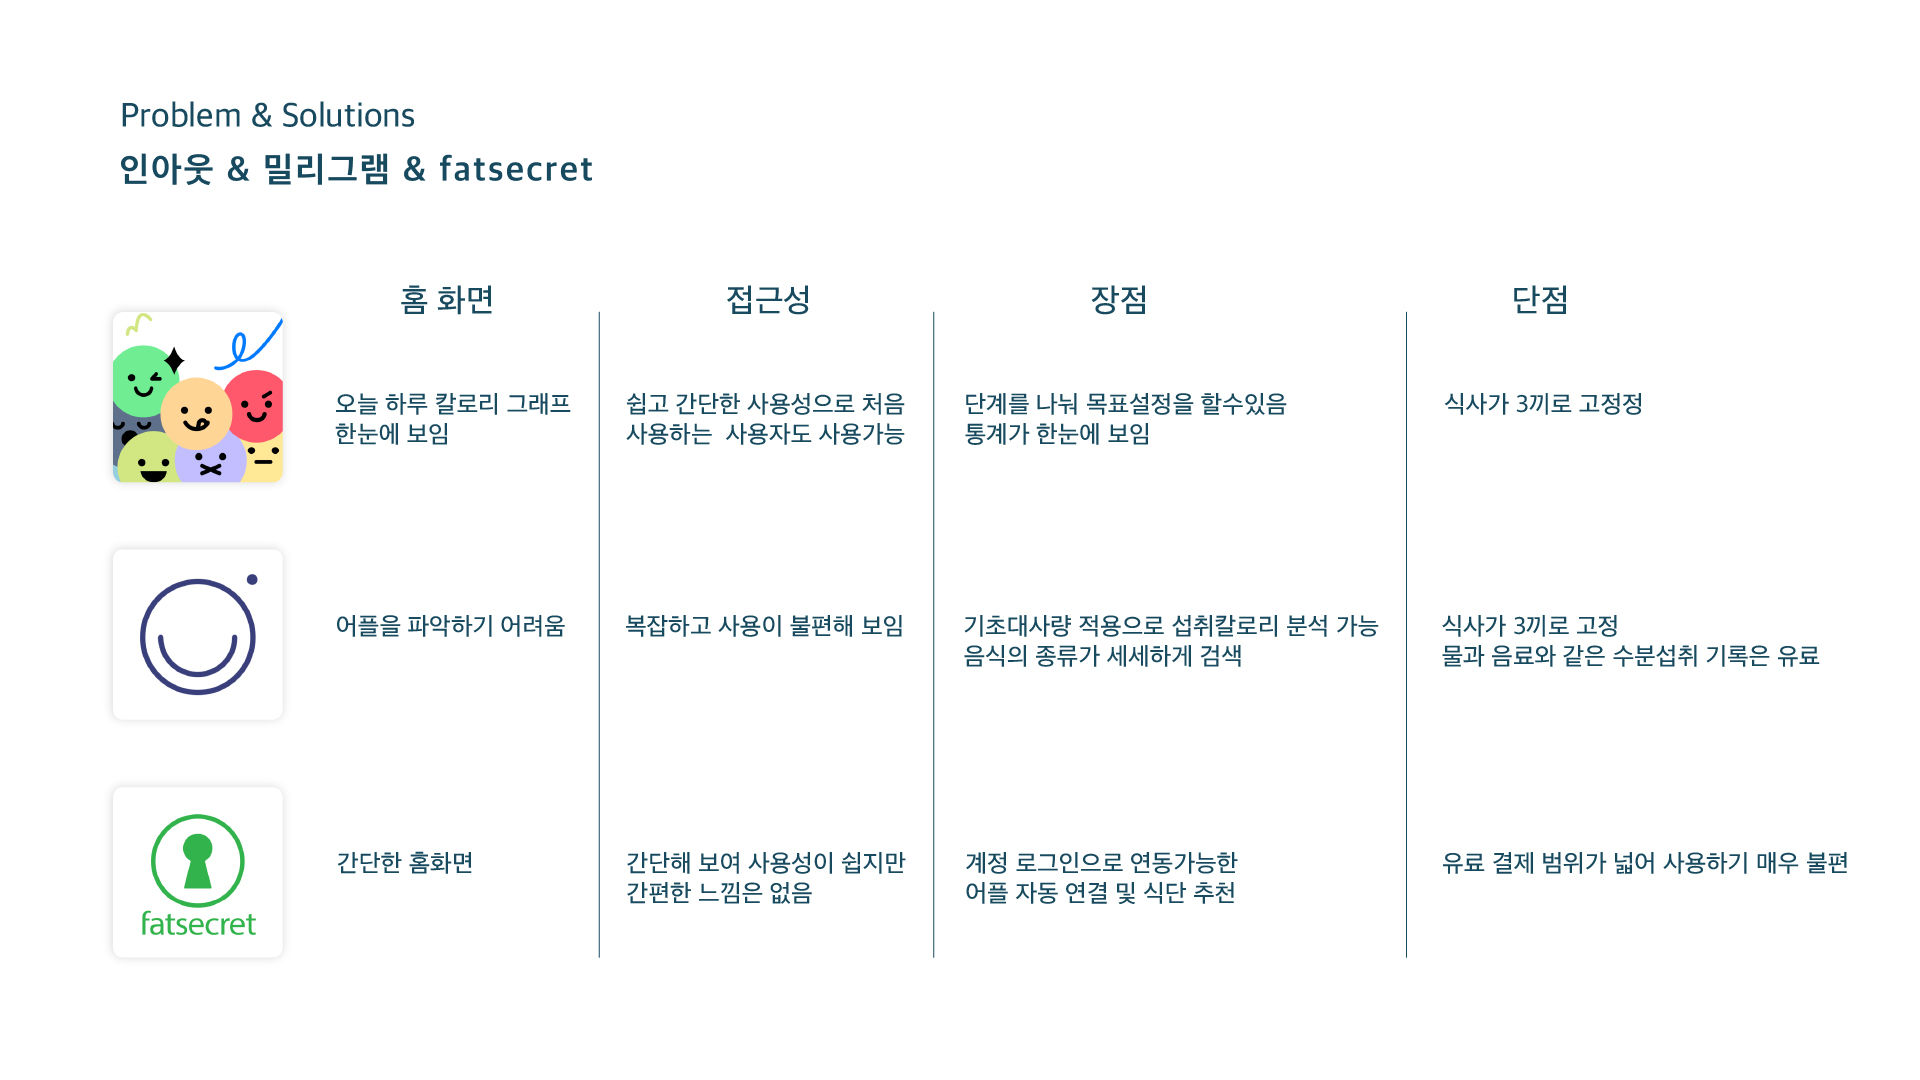 Problem & Solutions
인아웃 & 밀리그램 & fatsecret
홈 화면
접근성
장점
단점
오늘 하루 칼로리 그래프
한눈에 보임
쉽고 간단한 사용성으로 처음
사용하는  사용자도 사용가능
단계를 나눠 목표설정을 할수있음
통계가 한눈에 보임
식사가 3끼로 고정정
어플을 파악하기 어려움
복잡하고 사용이 불편해 보임
기초대사량 적용으로 섭취칼로리 분석 가능
음식의 종류가 세세하게 검색
식사가 3끼로 고정
물과 음료와 같은 수분섭취 기록은 유료
fatsecret
간단한 홈화면
간단해 보여 사용성이 쉽지만
간편한 느낌은 없음
계정 로그인으로 연동가능한
어플 자동 연결 및 식단 추천
유료 결제 범위가 넓어 사용하기 매우 불편